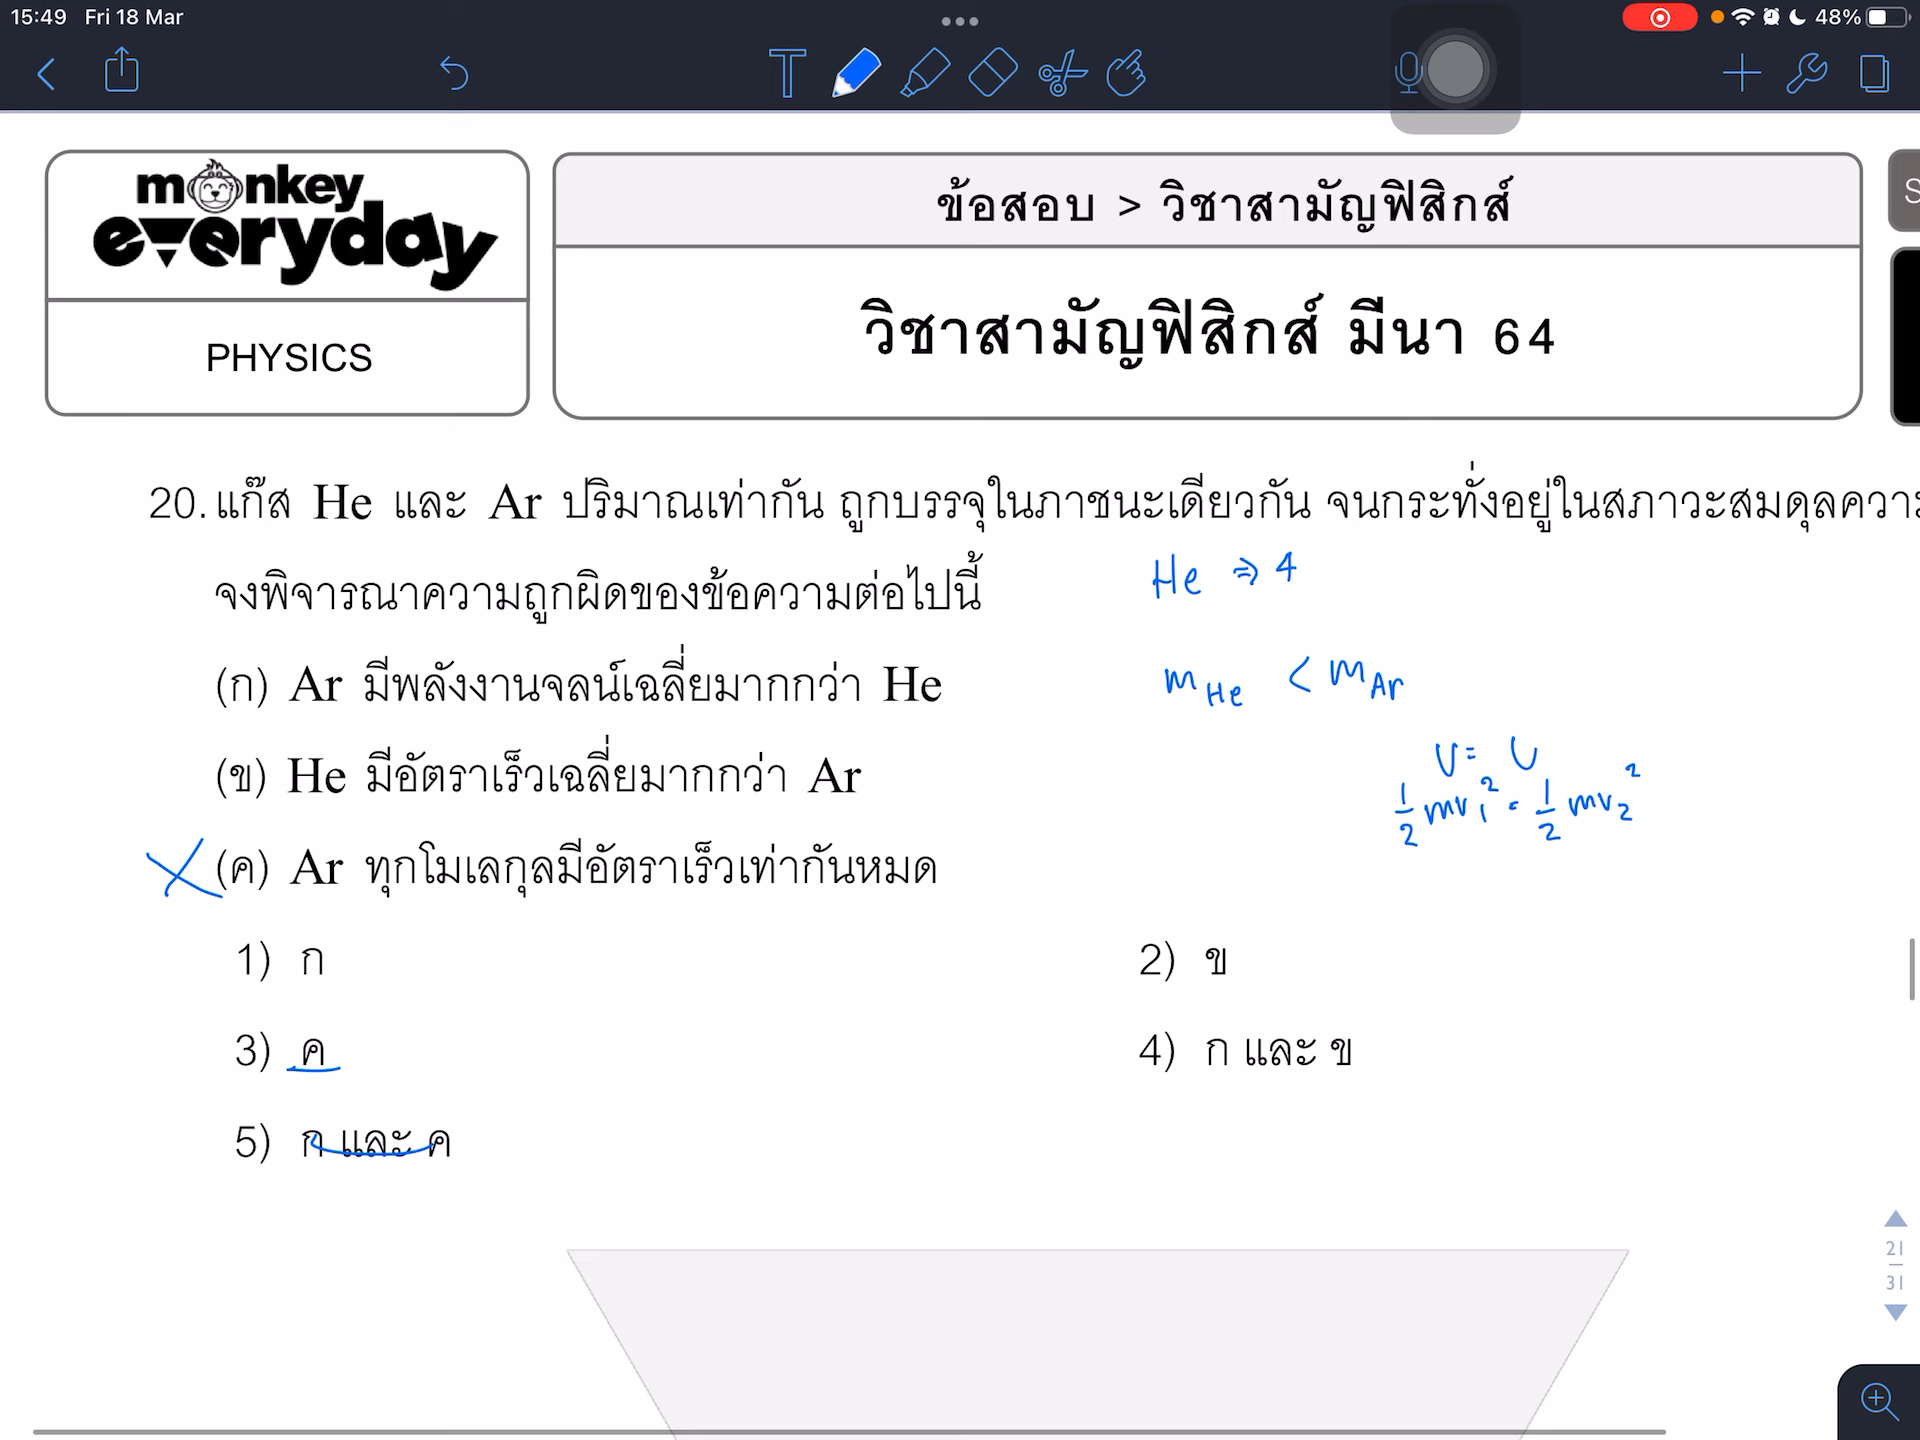 15:49 Fri 18 Mar
48%
monkey
everyday
PHYSICS
ข้อสอบ > วิชาสามัญฟิสิกส์
วิชาสามัญฟิสิกส์ มีนา 64
S
20. แก๊ส He และ Ar ปริมาณเท่ากัน ถูกบรรจุในภาชนะเดียวกัน จนกระทั่งอยู่ในสภาวะสมดุลความ
จงพิจารณาความถูกผิดของข้อความต่อไปนี้
He ⇒ 4
(ก) Ar มีพลังงานจลน์เฉลี่ยมากกว่า He
m He < m Ar
(ข) He มีอัตราเร็วเฉลี่ยมากกว่า Ar
U = U
1/2 mv₁² = 1/2 mv₂²
(ค) Ar ทุกโมเลกุลมีอัตราเร็วเท่ากันหมด
1) ก
2) ข
3) ค
4) ก และ ข
5) ก และ ค
21
31